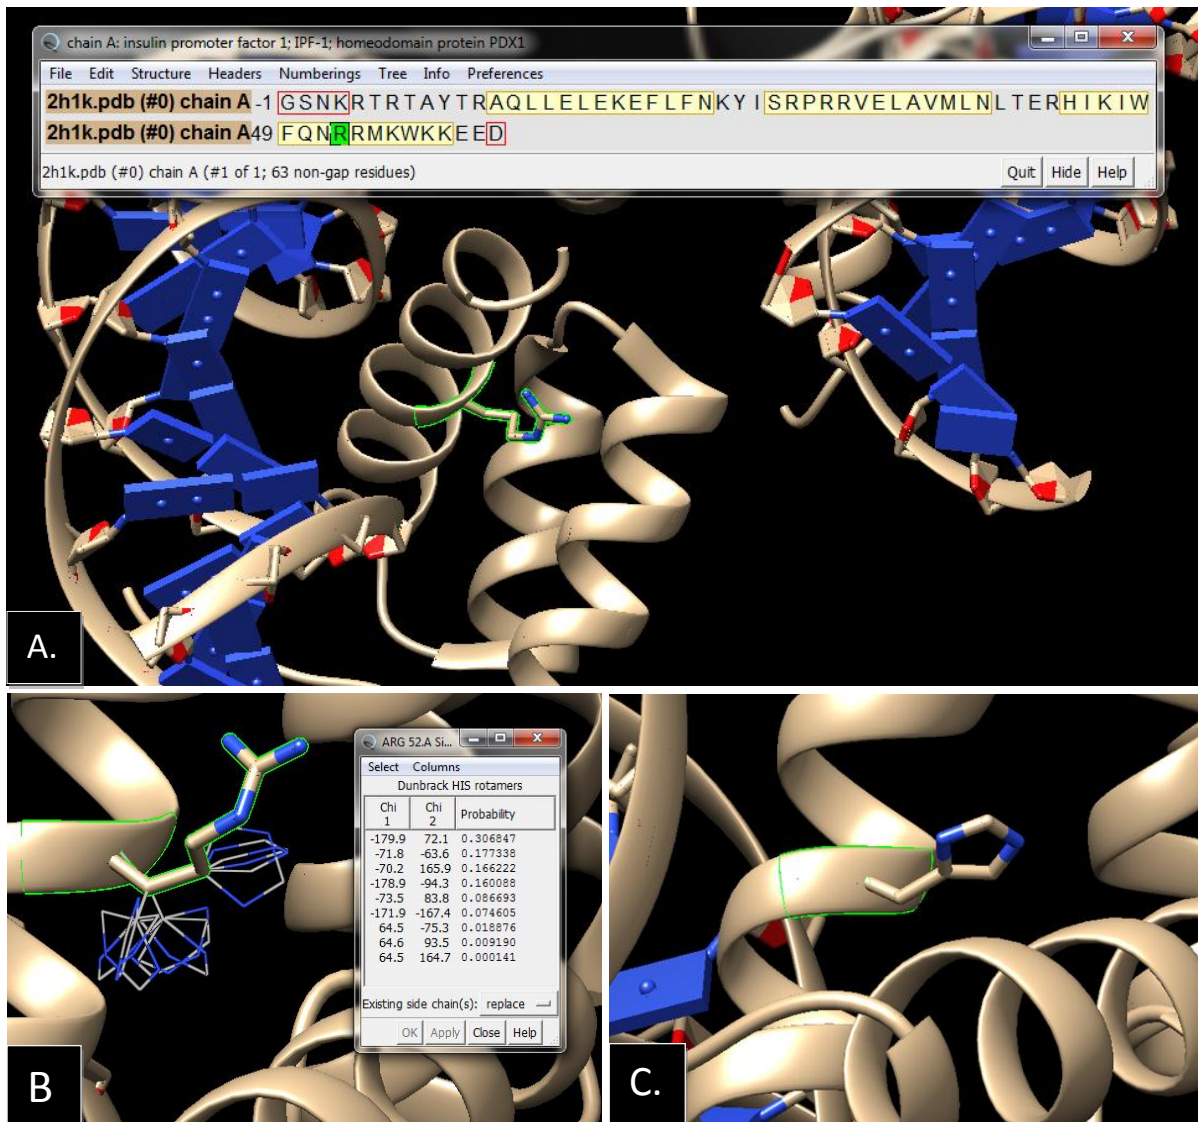 chain A: insulin promoter factor 1; IPF-1; homeodomain protein PDX1
File Edit Structure Headers Numberings Tree Info Preferences
2h1k.pdb (#0) chain A -1 GSNKRTRTAYTRAQLLELEKEFLFNKYISRPRRVELAVMLNLTERHIKIW
2h1k.pdb (#0) chain A 49 FQNRRMKWKKEED
2h1k.pdb (#0) chain A (#1 of 1; 63 non-gap residues)
Quit Hide Help
A.
ARG 52.A Si...
Select Columns
Dunbrack HIS rotamers
Chi 1 Chi 2 Probability
-179.9 72.1 0.306847
-71.8 -63.6 0.177338
-70.2 165.9 0.166222
-178.9 -94.3 0.160088
-73.5 83.8 0.086693
-171.9 -167.4 0.074605
64.5 -75.3 0.018876
64.6 93.5 0.009190
64.5 164.7 0.000141
Existing side chain(s): replace
OK Apply Close Help
B
C.